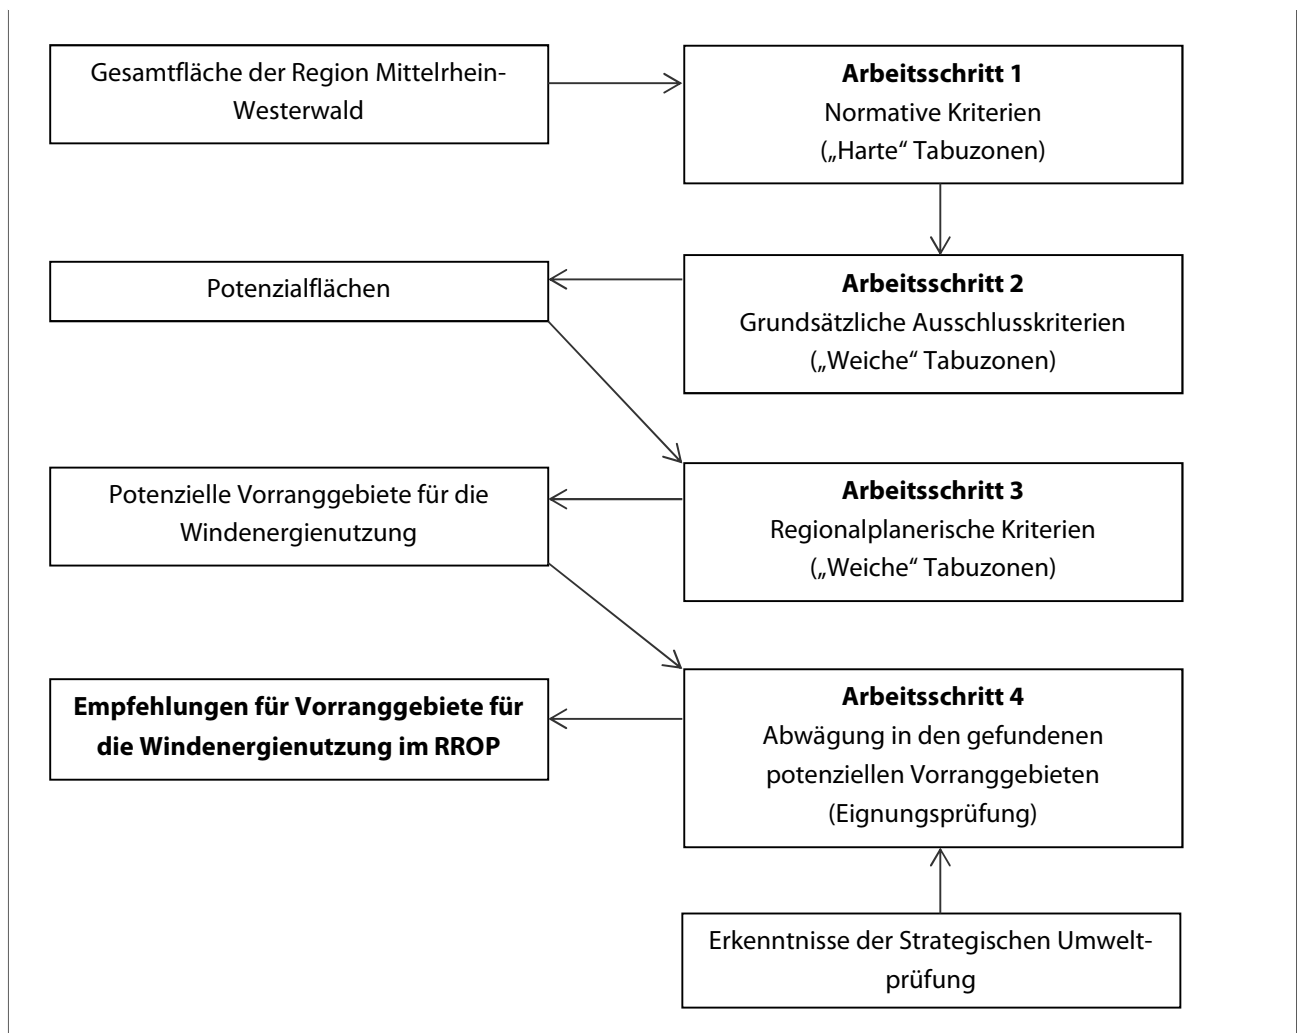 Gesamtfläche der Region Mittelrhein-
Westerwald
Arbeitsschritt 1
Normative Kriterien
(„Harte“ Tabuzonen)
Potenzialflächen
Arbeitsschritt 2
Grundsätzliche Ausschlusskriterien
(„Weiche“ Tabuzonen)
Potenzielle Vorranggebiete für die
Windenergienutzung
Arbeitsschritt 3
Regionalplanerische Kriterien
(„Weiche“ Tabuzonen)
Empfehlungen für Vorranggebiete für
die Windenergienutzung im RROP
Arbeitsschritt 4
Abwägung in den gefundenen
potenziellen Vorranggebieten
(Eignungsprüfung)
Erkenntnisse der Strategischen Umwelt-
prüfung